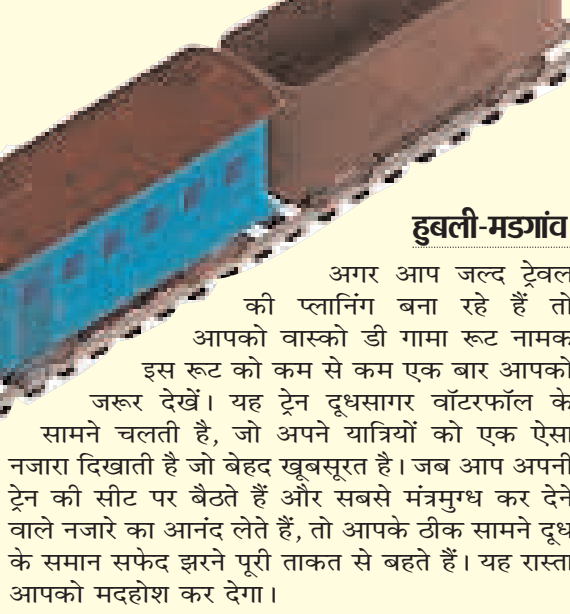 हुबली-मडगांव
अगर आप जल्द ट्रेवल
की प्लानिंग बना रहे हैं तो
आपको वास्को डी गामा रूट नामक
इस रूट को कम से कम एक बार आपको
जरूर देखें। यह ट्रेन दूधसागर वॉटरफॉल के
सामने चलती है, जो अपने यात्रियों को एक ऐसा
नजारा दिखाती है जो बेहद खूबसूरत है। जब आप अपनी
ट्रेन की सीट पर बैठते हैं और सबसे मंत्रमुग्ध कर देने
वाले नजारे का आनंद लेते हैं, तो आपके ठीक सामने दूध
के समान सफेद झरने पूरी ताकत से बहते हैं। यह रास्ता
आपको मदहोश कर देगा।